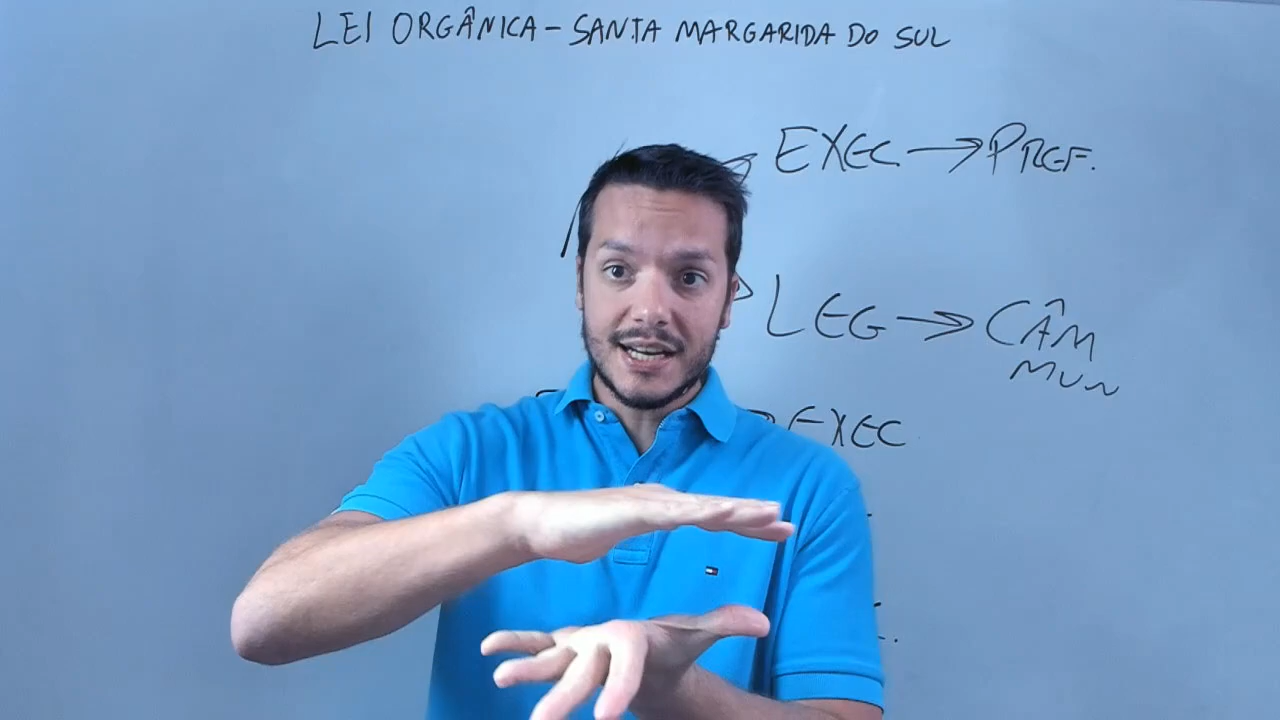 LEI ORGÂNICA - SANTA MARGARIDA DO SUL
EXEC → PREF.
LEG → CÂM
MUN
EXEC